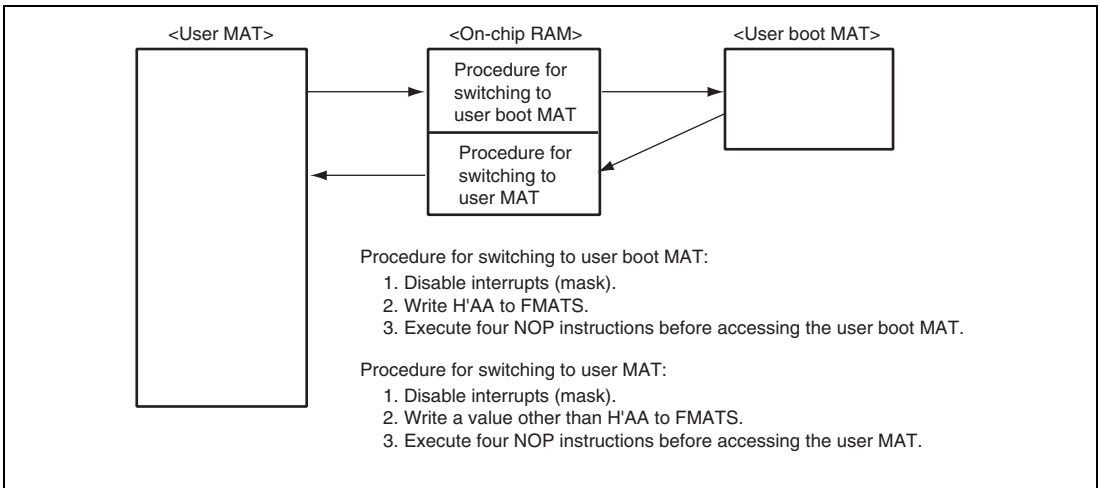 <User MAT> <On-chip RAM> <User boot MAT>
Procedure for
switching to
user boot MAT
Procedure for
switching to
user MAT
Procedure for switching to user boot MAT:
1. Disable interrupts (mask).
2. Write H'AA to FMATS.
3. Execute four NOP instructions before accessing the user boot MAT.
Procedure for switching to user MAT:
1. Disable interrupts (mask).
2. Write a value other than H'AA to FMATS.
3. Execute four NOP instructions before accessing the user MAT.